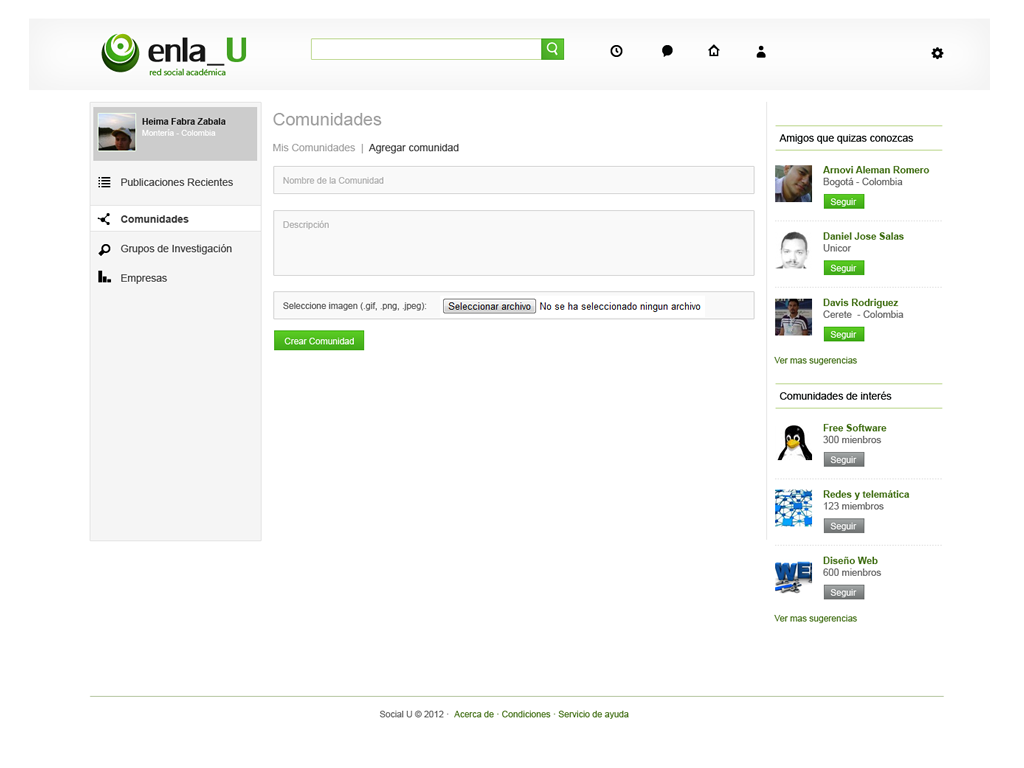 enla_U
red social académica
Heima Fabra Zabala
Montería - Colombia
Publicaciones Recientes
Comunidades
Grupos de Investigación
Empresas
Comunidades
Mis Comunidades | Agregar comunidad
Nombre de la Comunidad
Descripción
Seleccione imagen (.gif, .png, .jpeg): Seleccionar archivo No se ha seleccionado ningun archivo
Crear Comunidad
Amigos que quizas conozcas
Arnovi Aleman Romero
Bogotá - Colombia
Seguir
Daniel Jose Salas
Unicor
Seguir
Davis Rodriguez
Cerete - Colombia
Seguir
Ver mas sugerencias
Comunidades de interés
Free Software
300 mienbros
Seguir
Redes y telemática
123 miembros
Seguir
Diseño Web
600 mienbros
Seguir
WE
Ver mas sugerencias
Social U © 2012 · Acerca de · Condiciones · Servicio de ayuda